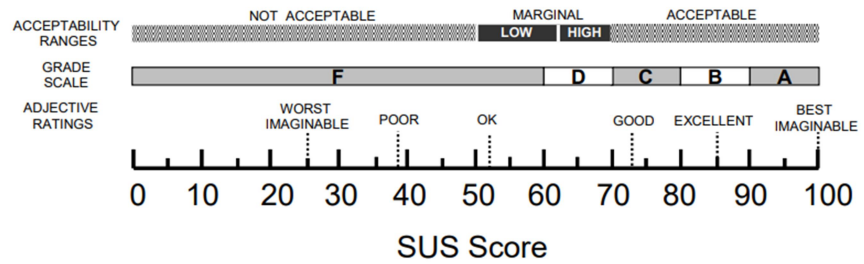 NOT ACCEPTABLE MARGINAL ACCEPTABLE
ACCEPTABILITY
RANGES
LOW HIGH
GRADE
SCALE
F D C B A
ADJECTIVE
RATINGS
WORST
IMAGINABLE
POOR
OK
GOOD
EXCELLENT
BEST
IMAGINABLE
0 10 20 30 40 50 60 70 80 90 100
SUS Score